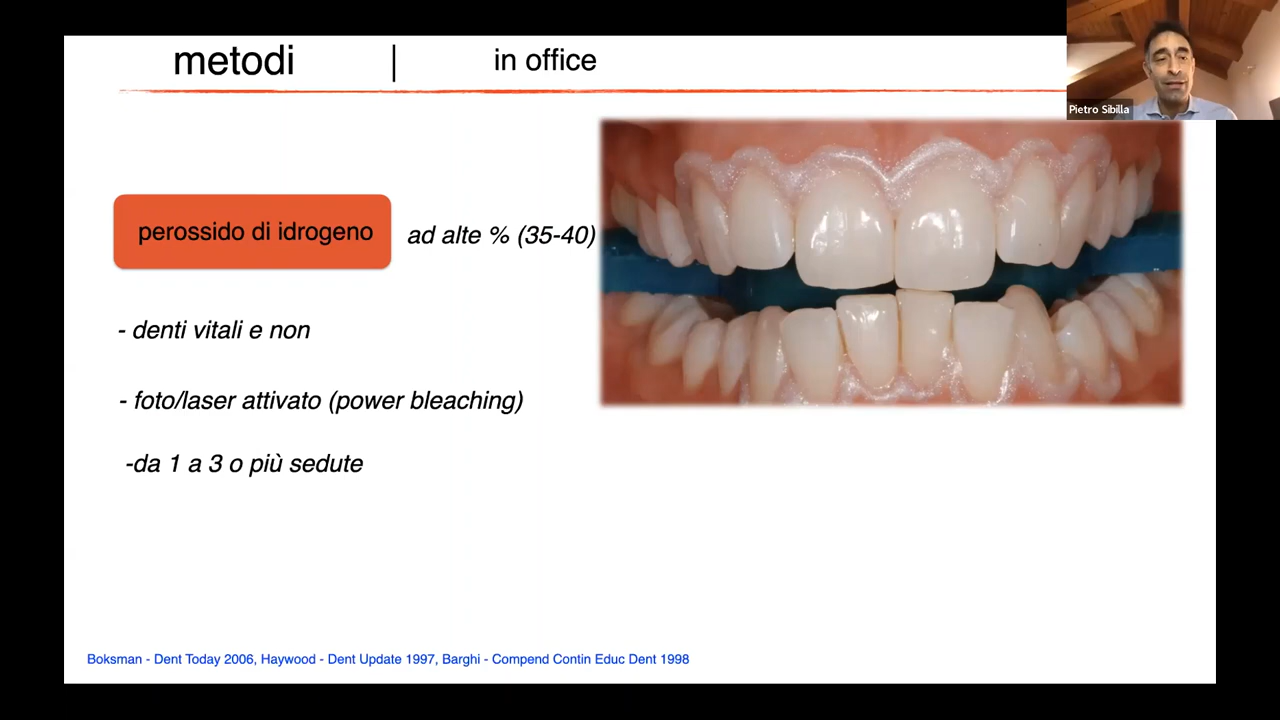 metodi | in office
Pietro Sibilla
perossido di idrogeno ad alte % (35-40)
- denti vitali e non
- foto/laser attivato (power bleaching)
-da 1 a 3 o più sedute
Boksman - Dent Today 2006, Haywood - Dent Update 1997, Barghi - Compend Contin Educ Dent 1998